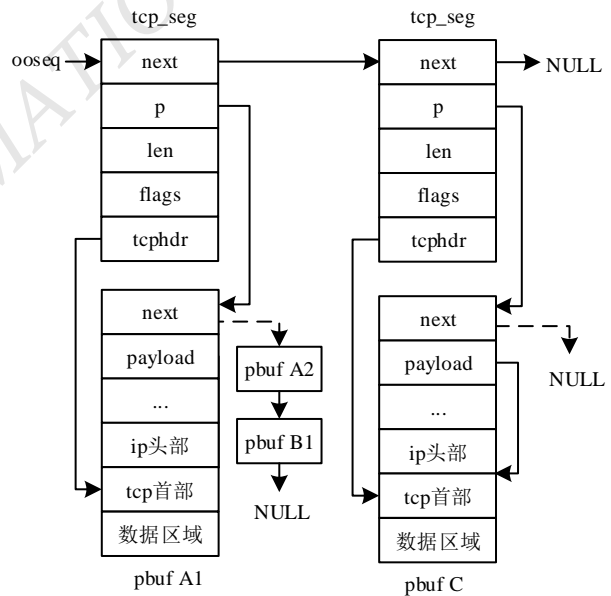 tcp_seg
tcp_seg
ooseq
next
next
NULL
p
p
len
len
flags
flags
tcphdr
tcphdr
next
next
payload
pbuf A2
payload
NULL
...
...
ip头部
pbuf B1
ip头部
tcp首部
NULL
tcp首部
数据区域
数据区域
pbuf A1
pbuf C